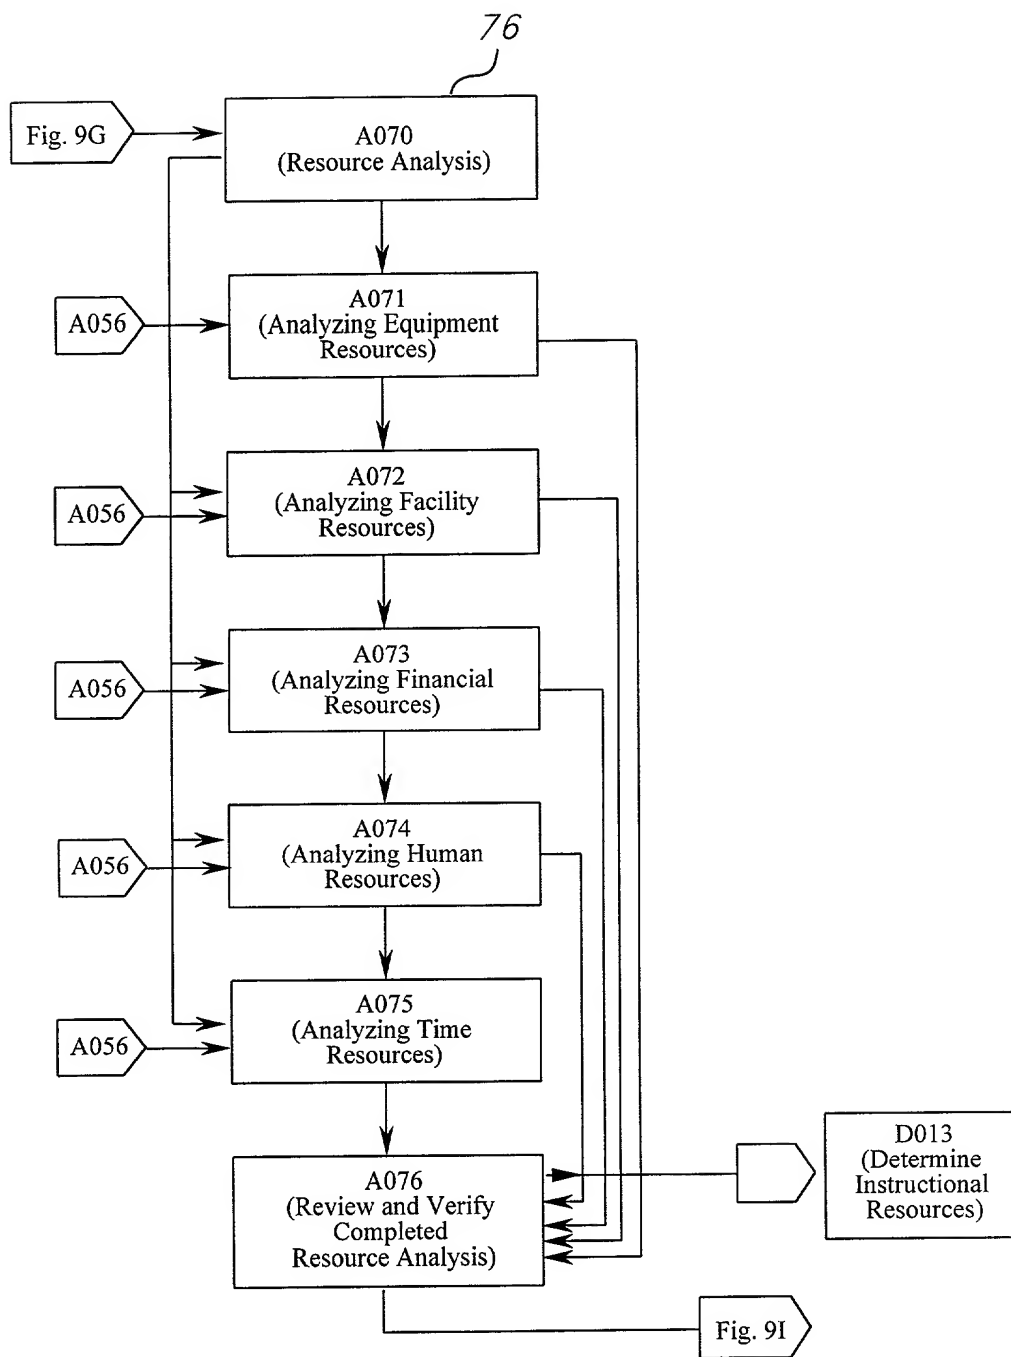 76
Fig. 9G
A070
(Resource Analysis)
A056
A071
(Analyzing Equipment
Resources)
A056
A072
(Analyzing Facility
Resources)
A056
A073
(Analyzing Financial
Resources)
A056
A074
(Analyzing Human
Resources)
A056
A075
(Analyzing Time
Resources)
A076
(Review and Verify
Completed
Resource Analysis)
D013
(Determine
Instructional
Resources)
Fig. 9I